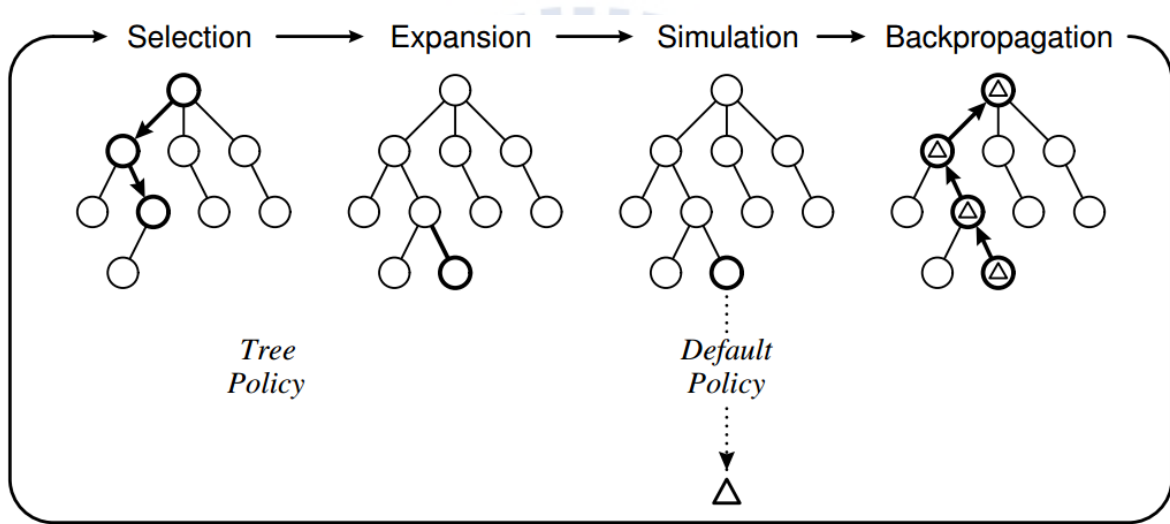 Selection
Expansion
Simulation
Backpropagation
Tree
Policy
Default
Policy